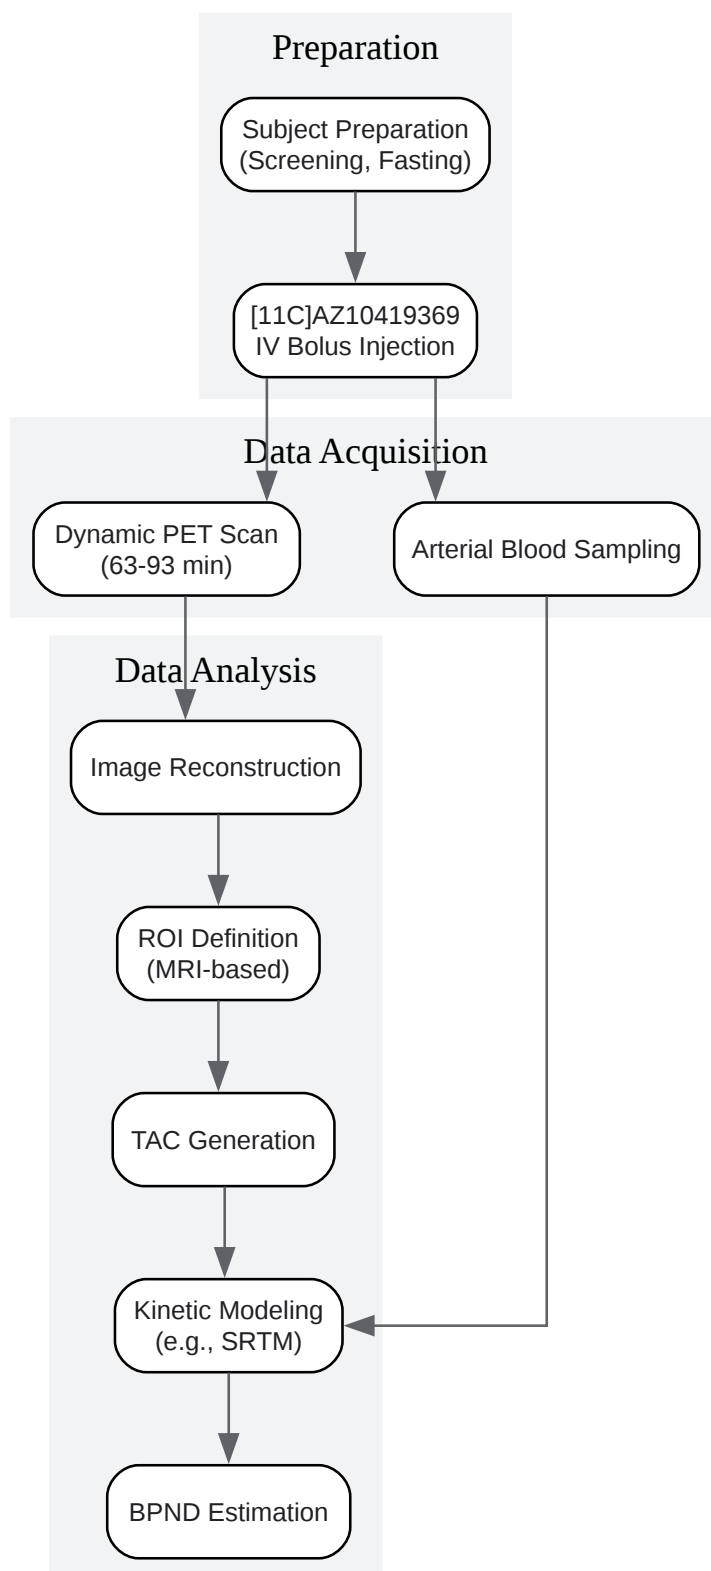 Preparation
Subject Preparation
(Screening, Fasting)
[11C]AZ10419369
IV Bolus Injection
Data Acquisition
Dynamic PET Scan
(63-93 min)
Arterial Blood Sampling
Data Analysis
Image Reconstruction
ROI Definition
(MRI-based)
TAC Generation
Kinetic Modeling
(e.g., SRTM)
BPND Estimation